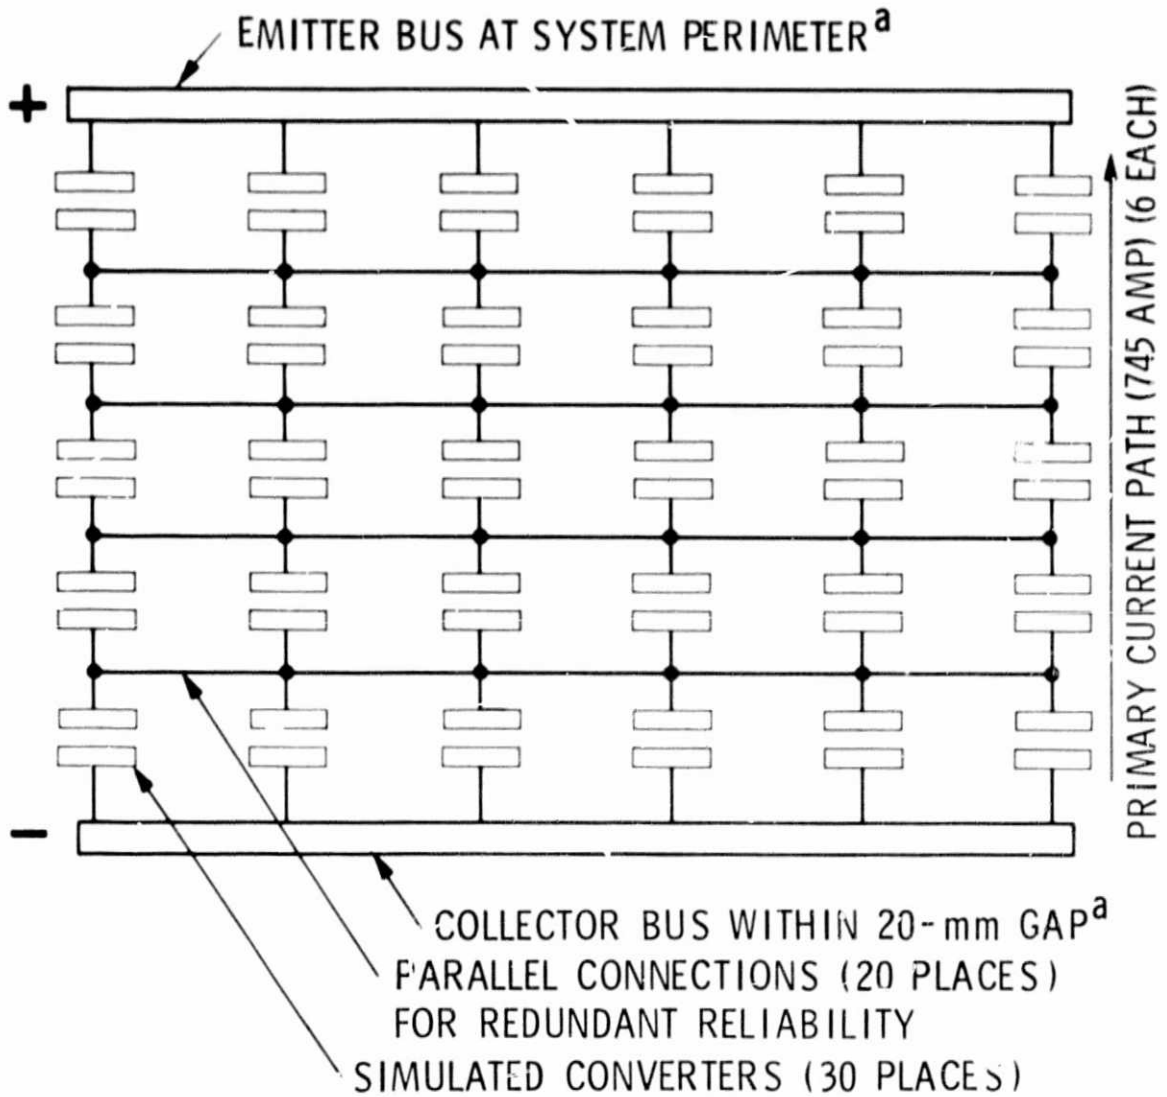 EMITTER BUS AT SYSTEM PERIMETERᵃ
+
PRIMARY CURRENT PATH (745 AMP) (6 EACH)
−
COLLECTOR BUS WITHIN 20-mm GAPᵃ
PARALLEL CONNECTIONS (20 PLACES)
FOR REDUNDANT RELIABILITY
SIMULATED CONVERTERS (30 PLACES)